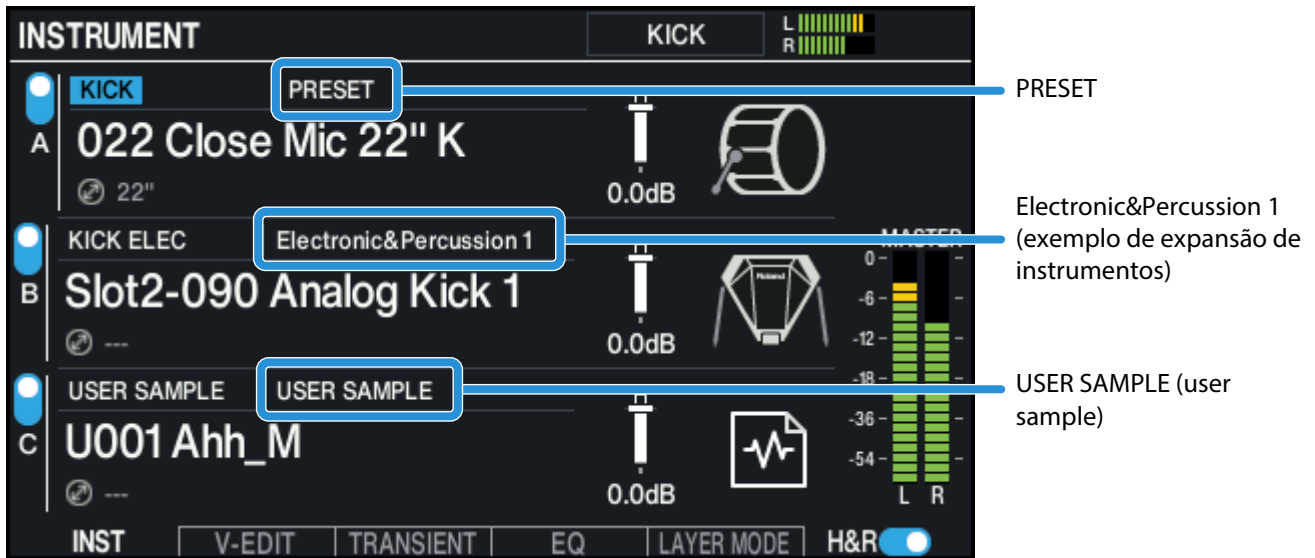 INSTRUMENT
KICK
L
R
KICK PRESET
PRESET
A
022 Close Mic 22" K
22"
0.0dB
Electronic&Percussion 1
(exemplo de expansão de
instrumentos)
KICK ELEC Electronic&Percussion 1
MASTER
B
Slot2-090 Analog Kick 1
Roland
---
0.0dB
0
-6
-12
-18
-36
-54
L R
USER SAMPLE USER SAMPLE
USER SAMPLE (user
sample)
C
U001 Ahh_M
---
0.0dB
INST V-EDIT TRANSIENT EQ LAYER MODE H&R